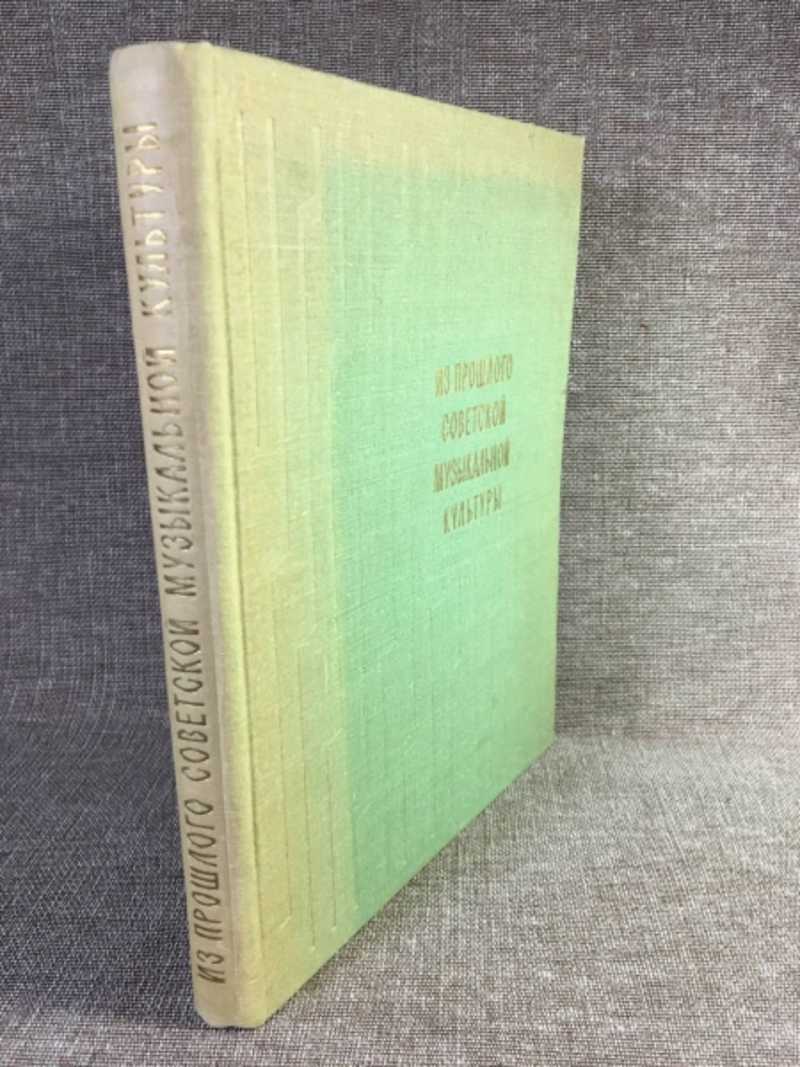 ИЗ ПРОШЛОГО СОВЕТСКОЙ МУЗЫКАЛЬНОЙ КУЛЬТУРЫ
ИЗ ПРОШЛОГО
СОВЕТСКОЙ
МУЗЫКАЛЬНОЙ
КУЛЬТУРЫ